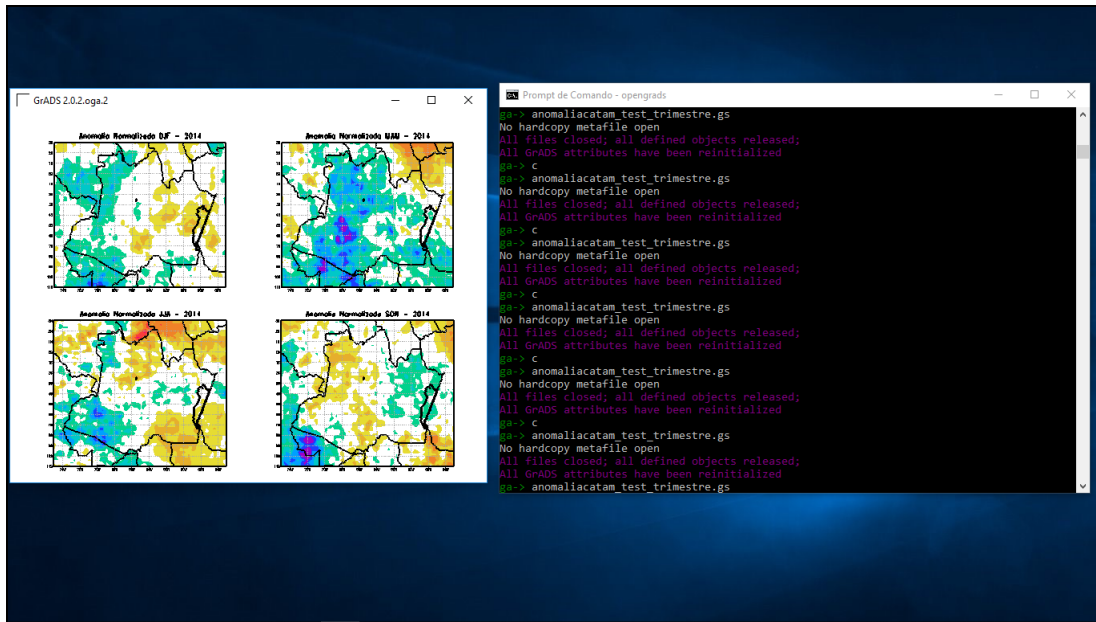 GrADS 2.0.2.oga.2
Anomalia Normalizada DJF - 2014
Anomalia Normalizada MAM - 2014
Anomalia Normalizada JJA - 2014
Anomalia Normalizada SON - 2014
Prompt de Comando - opengrads
ga-> anomaliacatam_test_trimestre.gs
No hardcopy metafile open
All files closed; all defined objects released;
All GrADS attributes have been reinitialized
ga-> c
ga-> anomaliacatam_test_trimestre.gs
No hardcopy metafile open
All files closed; all defined objects released;
All GrADS attributes have been reinitialized
ga-> c
ga-> anomaliacatam_test_trimestre.gs
No hardcopy metafile open
All files closed; all defined objects released;
All GrADS attributes have been reinitialized
ga-> c
ga-> anomaliacatam_test_trimestre.gs
No hardcopy metafile open
All files closed; all defined objects released;
All GrADS attributes have been reinitialized
ga-> c
ga-> anomaliacatam_test_trimestre.gs
No hardcopy metafile open
All files closed; all defined objects released;
All GrADS attributes have been reinitialized
ga-> c
ga-> anomaliacatam_test_trimestre.gs
No hardcopy metafile open
All files closed; all defined objects released;
All GrADS attributes have been reinitialized
ga-> anomaliacatam_test_trimestre.gs